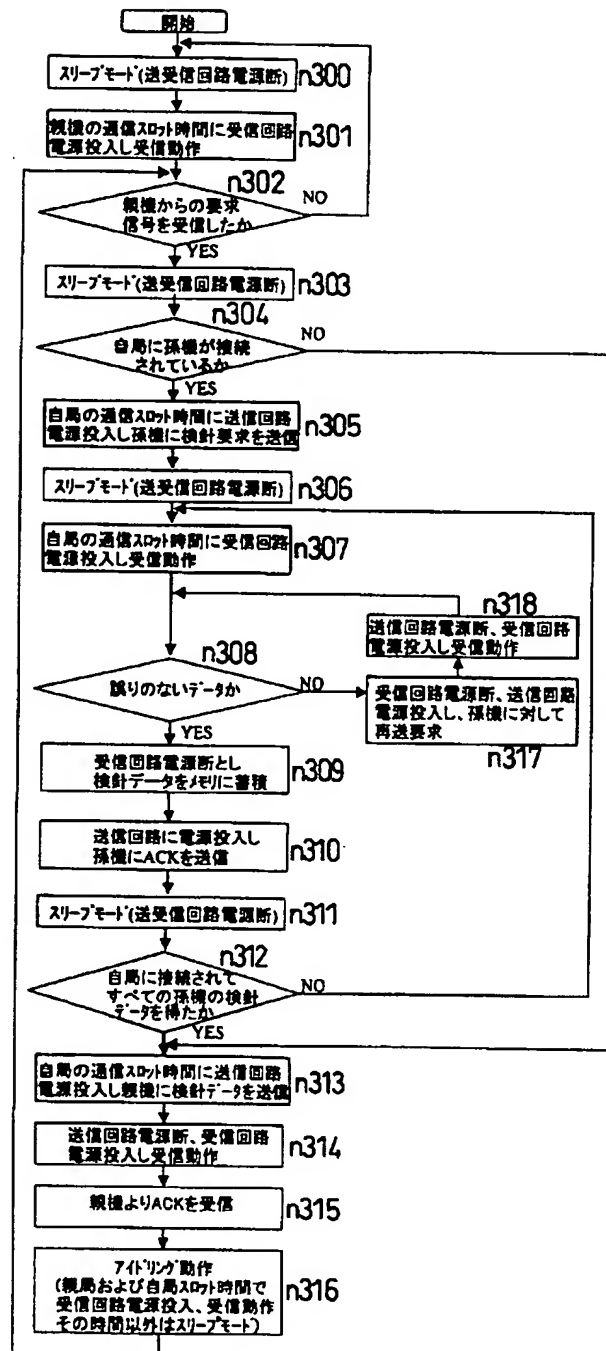 開始
スリープモード(送受信回路電源断)
n300
親機の通信スロット時間に受信回路
電源投入し受信動作
n301
n302
親機からの要求
信号を受信したか
NO
YES
スリープモード(送受信回路電源断)
n303
n304
自局に孫機が接続
されているか
NO
YES
自局の通信スロット時間に送信回路
電源投入し孫機に検針要求を送信
n305
スリープモード(送受信回路電源断)
n306
自局の通信スロット時間に受信回路
電源投入し受信動作
n307
n318
送信回路電源断、受信回路
電源投入し受信動作
n308
誤りのないデータか
NO
YES
受信回路電源断、送信回路
電源投入し、孫機に対して
再送要求
n317
受信回路電源断とし
検針データをメモリに蓄積
n309
送信回路に電源投入し
孫機にACKを送信
n310
スリープモード(送受信回路電源断)
n311
n312
自局に接続されて
すべての孫機の検針
データを得たか
NO
YES
自局の通信スロット時間に送信回路
電源投入し親機に検針データを送信
n313
送信回路電源断、受信回路
電源投入し受信動作
n314
親機よりACKを受信
n315
アイドリング動作
(親局および自局スロット時間で
受信回路電源投入、受信動作
その時間以外はスリープモード)
n316